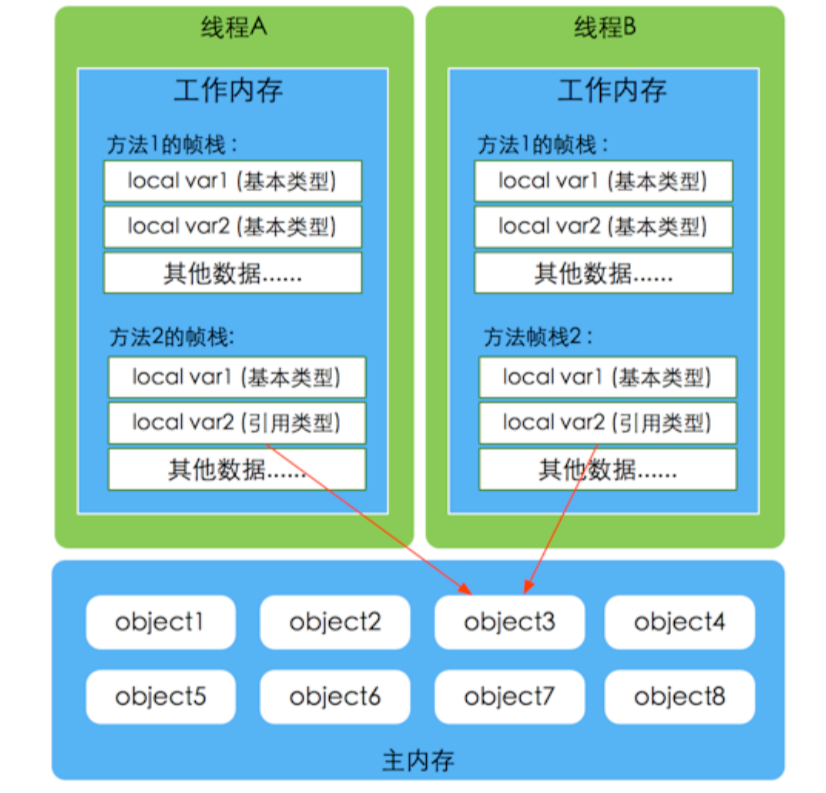 线程A
工作内存
方法1的帧栈：
local var1 (基本类型)
local var2 (基本类型)
其他数据......
方法2的帧栈:
local var1 (基本类型)
local var2 (引用类型)
其他数据......
线程B
工作内存
方法1的帧栈：
local var1 (基本类型)
local var2 (基本类型)
其他数据......
方法帧栈2：
local var1 (基本类型)
local var2 (引用类型)
其他数据......
object1
object2
object3
object4
object5
object6
object7
object8
主内存